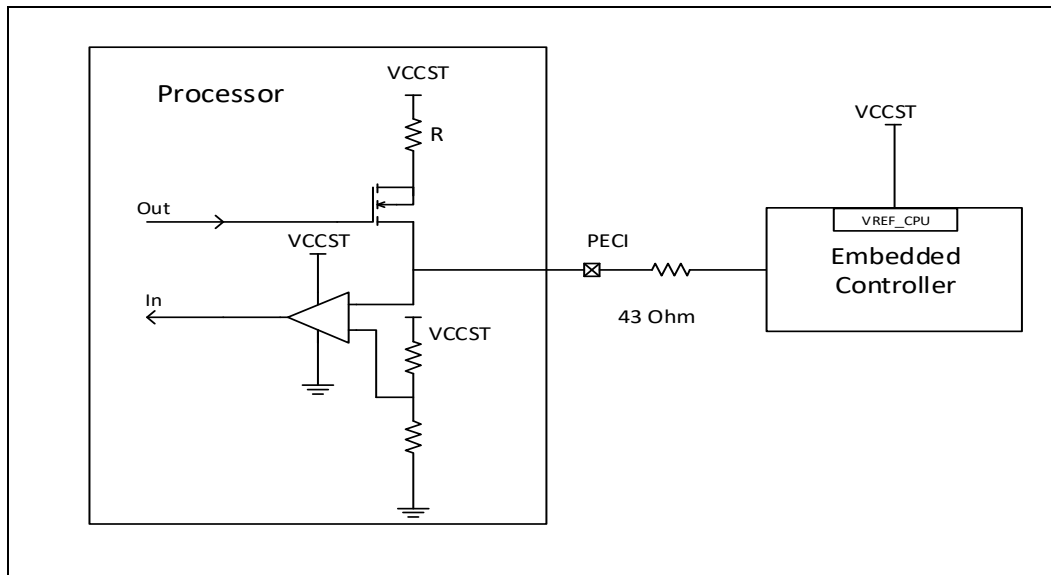 Processor
VCCST
R
Out
VCCST
In
VCCST
PECI
43 Ohm
VCCST
VREF_CPU
Embedded
Controller